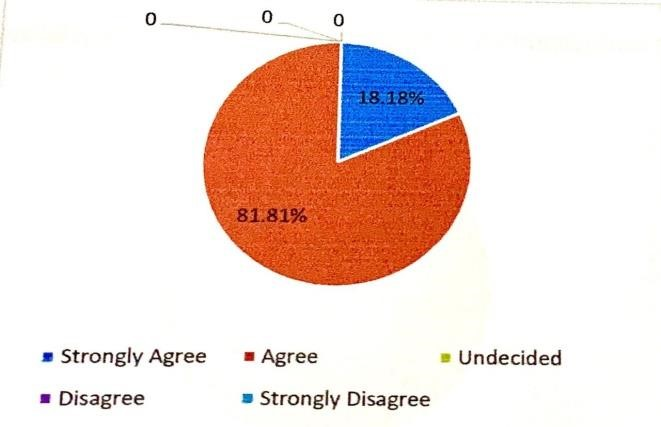 0 0 0
18.18%
81.81%
Strongly Agree Agree Undecided
Disagree Strongly Disagree